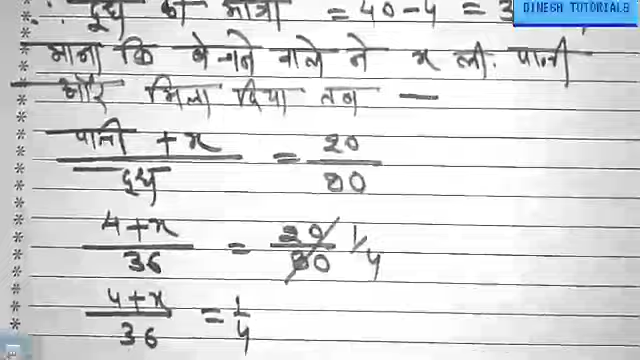 DINESH TUTORIALS
∴ दूध की मात्रा = 40 - 4 = 3
माना कि बेचने वाले ने x ली. पानी
और मिला दिया तब —
पानी + x / दूध = 20 / 80
4 + x / 36 = 20 / 80 1/4
4 + x / 36 = 1 / 4